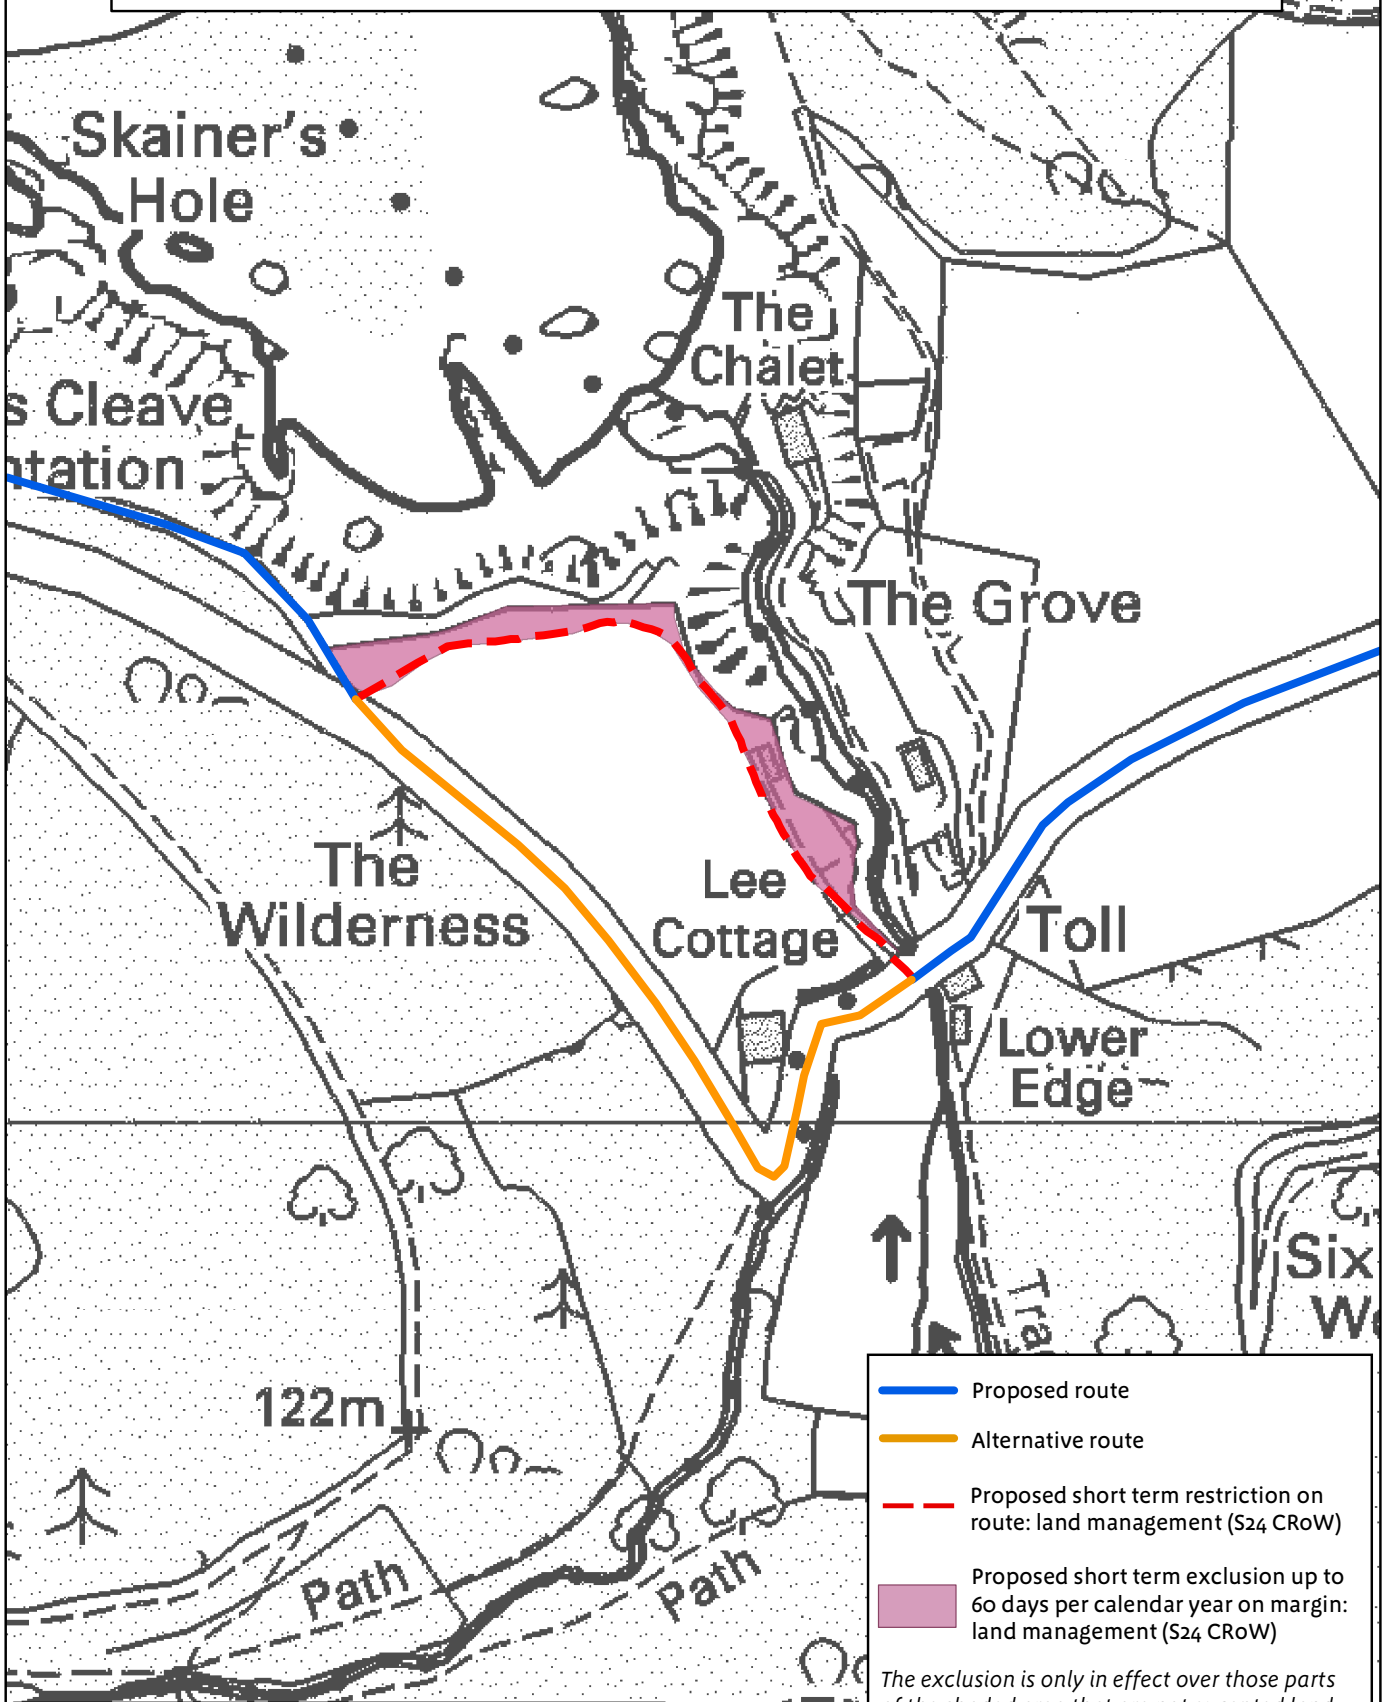 Skainer's
Hole
The
Chalet
s Cleave
ntation
The Grove
The
Wilderness
Lee
Cottage
Toll
Lower
Edge
Six
122m
Path
Path
Proposed route
Alternative route
Proposed short term restriction on
route: land management (S24 CRoW)
Proposed short term exclusion up to
60 days per calendar year on margin:
land management (S24 CRoW)
The exclusion is only in effect over those parts